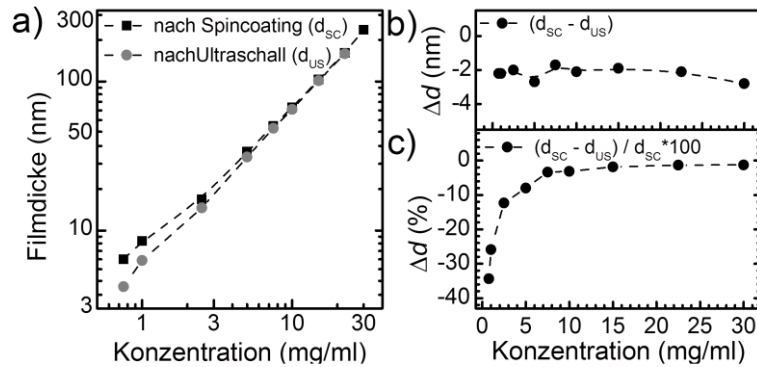 a)
300
100
50
10
3
Filmdicke (nm)
nach Spincoating (dSC)
nachUltraschall (dUS)
1
3
10
30
Konzentration (mg/ml)
b)
0
-2
-4
Δd (nm)
(dSC - dUS)
c)
0
-10
-20
-30
-40
Δd (%)
(dSC - dUS) / dSC*100
0 5 10 15 20 25 30
Konzentration (mg/ml)